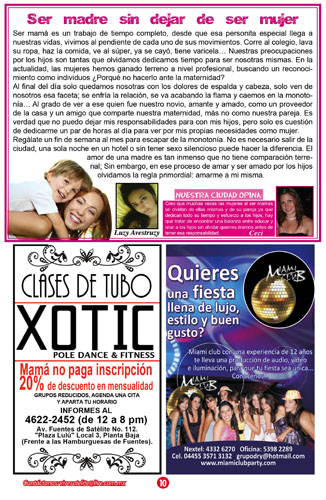 Ser madre sin dejar de ser mujer
Ser mamá es un trabajo de tiempo completo, desde que esa personita especial llega a
nuestras vidas, vivimos al pendiente de cada uno de sus movimientos. Corre al colegio, lava
su ropa, haz la comida, ve al súper, ya se cayó, tiene varicela… Nuestras preocupaciones
por los hijos son tantas que olvidamos dedicarnos tiempo para ser nosotras mismas. En la
actualidad, las mujeres hemos ganado terreno a nivel profesional, buscando un reconoci-
miento como individuos ¿Porqué no hacerlo ante la maternidad?
Al final del día solo quedamos nosotras con los dolores de espalda y cabeza, solo ven de
nosotros esa faceta; se enfría la relación, se va acabando la flama y caemos en la monoto-
nía... Al grado de ver a ese quien fue nuestro novio, amante y amado, como un proveedor
de la casa y un amigo que comparte nuestra maternidad, más no como nuestra pareja. Es
verdad que no puedo dejar mis responsabilidades para con mis hijos, pero solo es cuestión
de dedicarme un par de horas al día para ver por mis propias necesidades como mujer.
Regálate un fin de semana al mes para escapar de la monotonía. No es necesario salir de la
ciudad, una sola noche en un hotel o sin tener sexo silencioso puede hacer la diferencia. El
amor de una madre es tan inmenso que no tiene comparación terre-
nal; Sin embargo, en ese proceso de amar y ser amado por los hijos
olvidamos la regla primordial: amarme a mi misma.
Luzy Avestruzy
NUESTRA CIUDAD OPINA
Creo que muchas veces las mujeres al ser mamás
se olvidan de ellas mismas y de su pareja ya que
dedican todo su tiempo y esfuerzo a los hijos, hay
que tratar de encontrar una balanza entre educar y
criar a los hijos sin olvidar quienes éramos antes de
tener esa responsabilidad.
Ceci
CLASES DE TUBO
XOTIC
POLE DANCE & FITNESS
Mamá no paga inscripción
20% de descuento en mensualidad
GRUPOS REDUCIDOS, AGENDA UNA CITA
Y APARTA TU HORARIO
INFORMES AL
4622-2452 (de 12 a 8 pm)
Av. Fuentes de Satélite No. 112.
"Plaza Lulú" Local 3, Planta Baja
(Frente a las Hamburguesas de Fuentes).
Quieres
una fiesta
llena de lujo,
estilo y buen
gusto?
Miami club
Miami club con una experiencia de 12 años
te lleva una producción de audio, video
e iluminación, para que tu fiesta sea única...
Conócenos
Nextel: 4332 6270 Oficina: 5398 2289
Cel. 04455 3571 3132 grupodry@hotmail.com
www.miamiclubparty.com
10